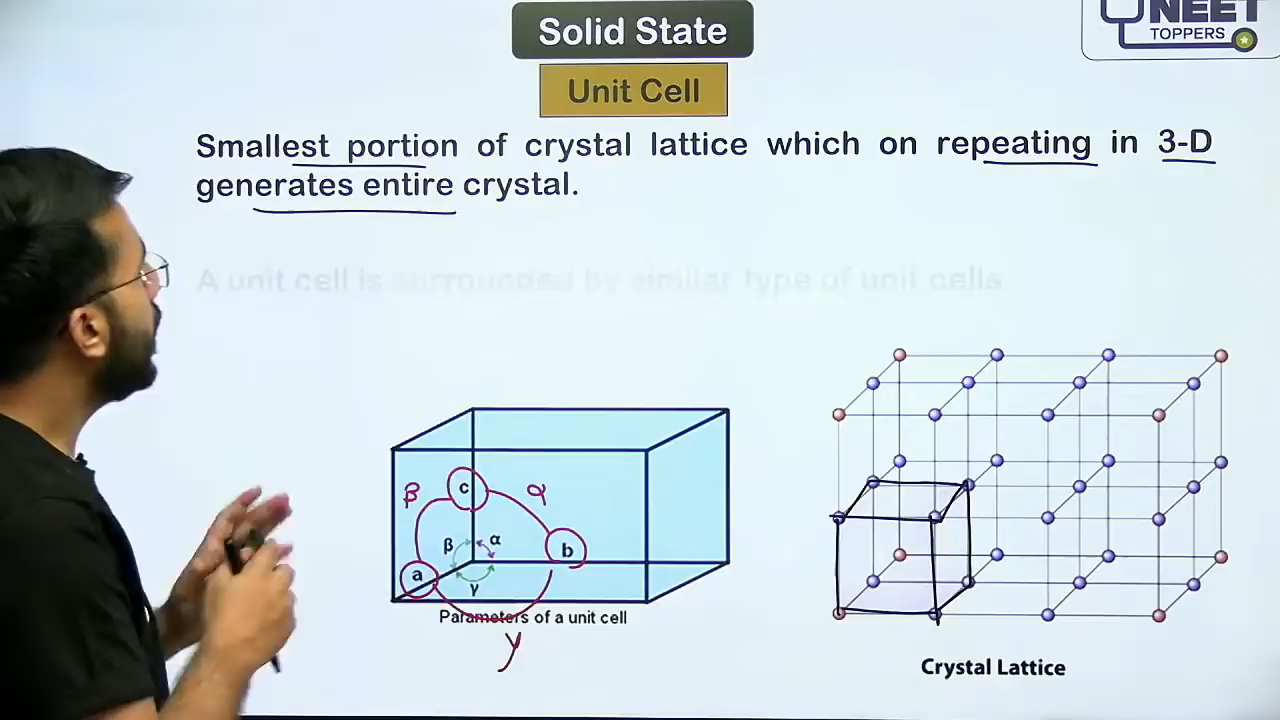 NEET
TOPPERS
Solid State
Unit Cell
Smallest portion of crystal lattice which on repeating in 3-D
generates entire crystal.
A unit cell is surrounded by similar type of unit cells
β c α
β α b
a γ
Parameters of a unit cell
γ
Crystal Lattice